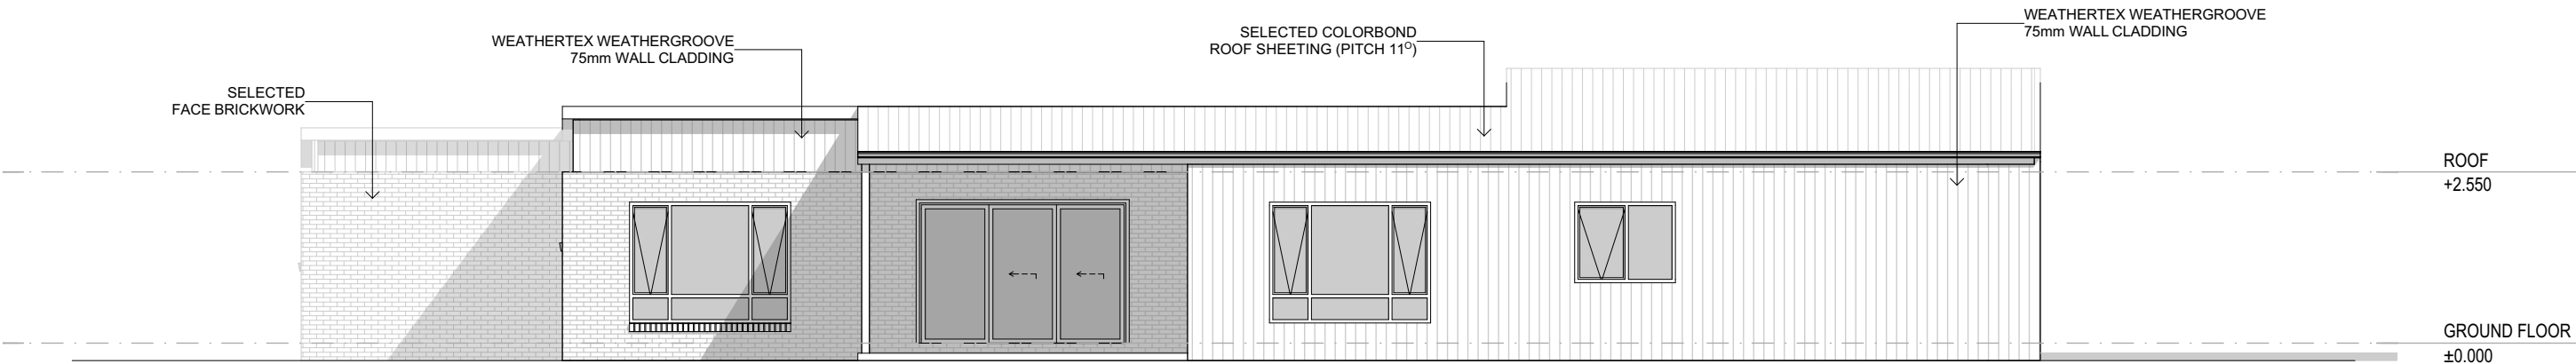 WEATHERTEX WEATHERGROOVE
75mm WALL CLADDING
SELECTED
FACE BRICKWORK
SELECTED COLORBOND
ROOF SHEETING (PITCH 11O)
WEATHERTEX WEATHERGROOVE
75mm WALL CLADDING
ROOF
+2.550
GROUND FLOOR
±0.000